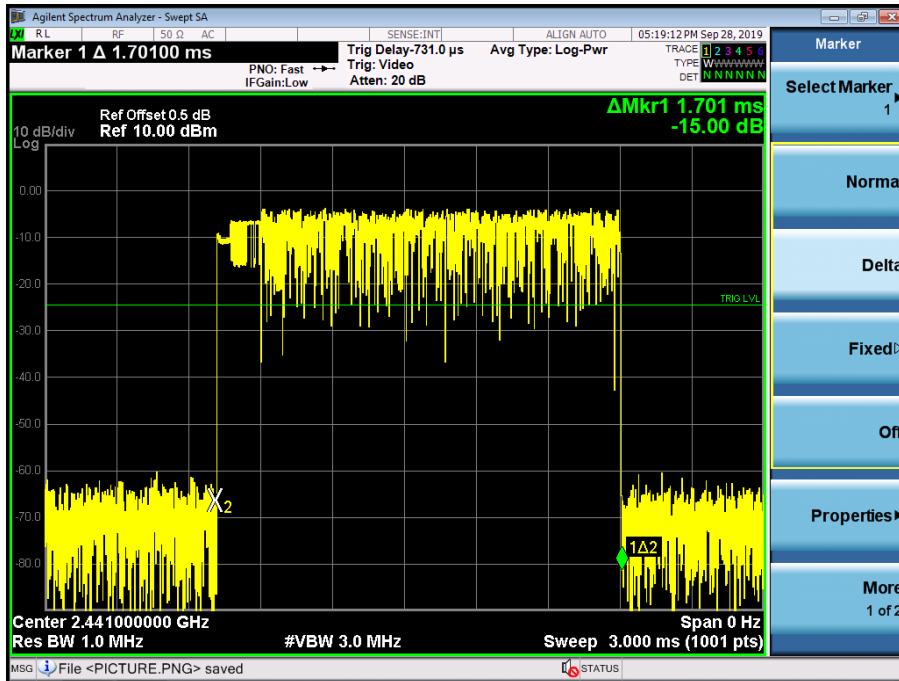 Agilent Spectrum Analyzer - Swept SA
LXI RL RF 50 Ω AC SENSE:INT ALIGN AUTO 05:19:12 PM Sep 28, 2019
Marker 1 Δ 1.70100 ms
PNO: Fast
IFGain:Low
Trig Delay-731.0 µs
Trig: Video
Atten: 20 dB
Avg Type: Log-Pwr
TRACE 1 2 3 4 5 6
TYPE W W W W W W
DET N N N N N N
ΔMkr1 1.701 ms
-15.00 dB
Ref Offset 0.5 dB
10 dB/div Ref 10.00 dBm
Log
0.00
-10.0
-20.0
TRIG LVL
-30.0
-40.0
-50.0
-60.0
2
-70.0
1Δ2
-80.0
Center 2.441000000 GHz Span 0 Hz
Res BW 1.0 MHz #VBW 3.0 MHz Sweep 3.000 ms (1001 pts)
MSG File <PICTURE.PNG> saved STATUS
Marker
Select Marker
1
Norma
Delta
Fixed
Of
Properties
More
1 of 2